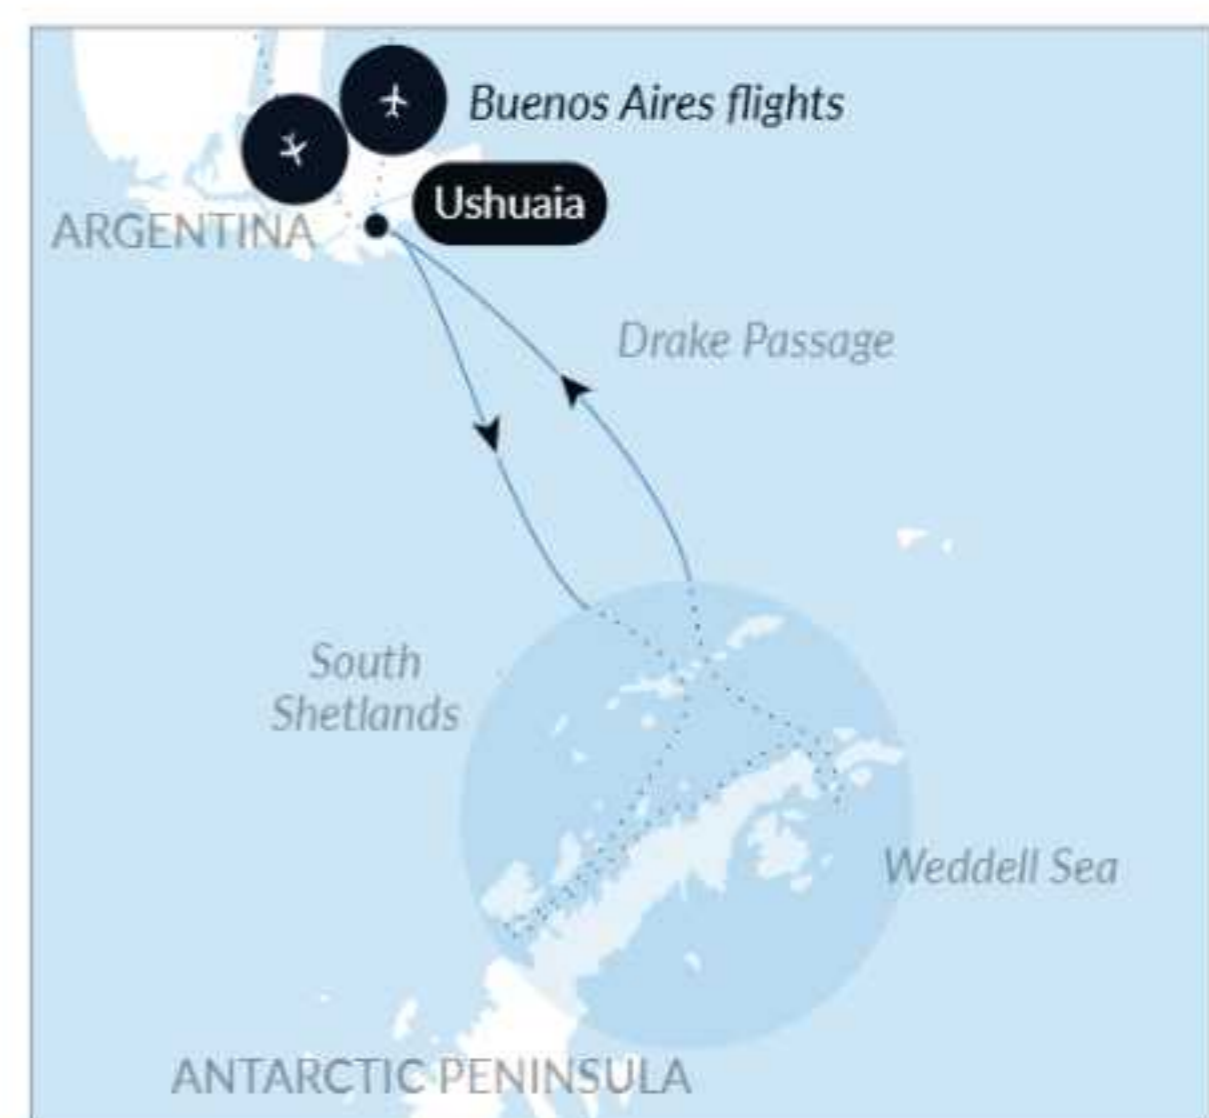 Buenos Aires flights
Ushuaia
ARGENTINA
Drake Passage
South
Shetlands
Weddell Sea
ANTARCTIC PENINSULA